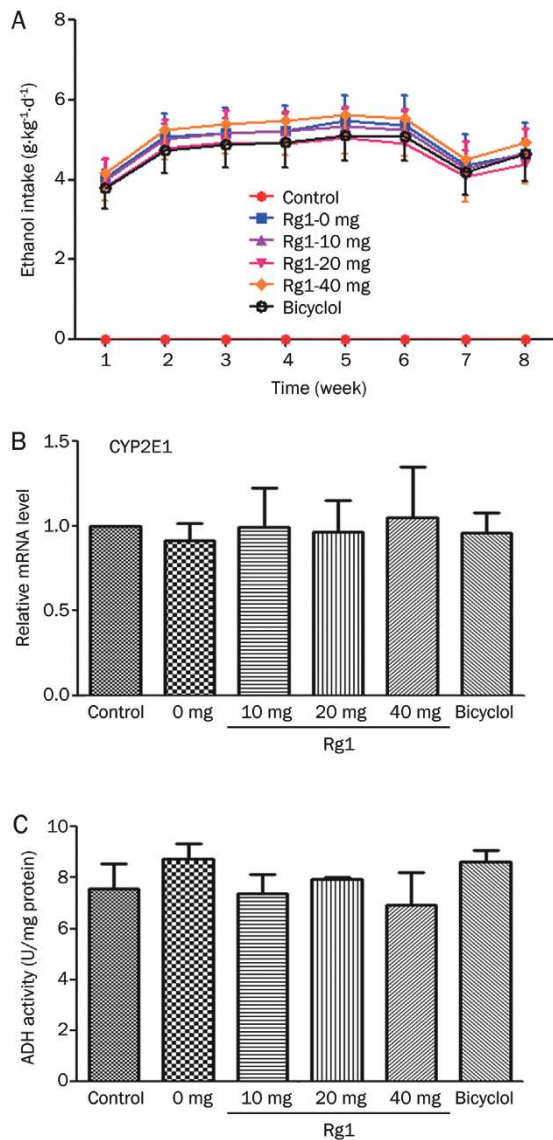 A
Ethanol intake (g·kg⁻¹·d⁻¹)
8
6
4
2
0
Control
Rg1-0 mg
Rg1-10 mg
Rg1-20 mg
Rg1-40 mg
Bicyclol
1 2 3 4 5 6 7 8
Time (week)
B
CYP2E1
Relative mRNA level
1.5
1.0
0.5
0.0
Control 0 mg 10 mg 20 mg 40 mg Bicyclol
Rg1
C
ADH activity (U/mg protein)
10
8
6
4
2
0
Control 0 mg 10 mg 20 mg 40 mg Bicyclol
Rg1